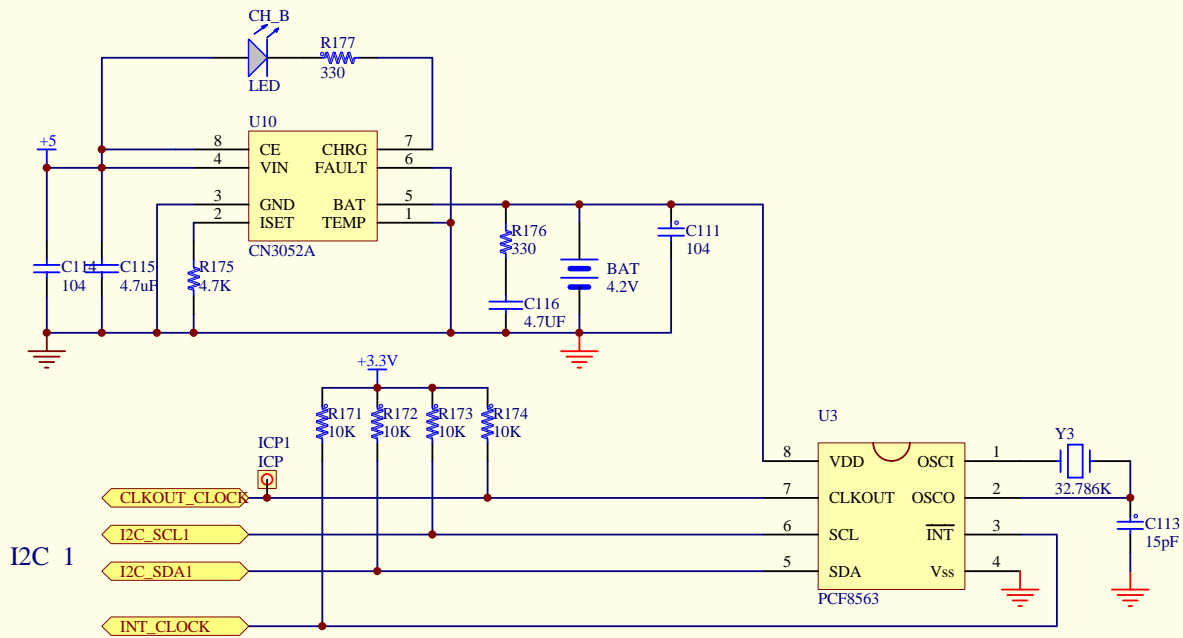 CH_B
R177
330
LED
U10
+5
8 CE CHRG 7
4 VIN FAULT 6
3 GND BAT 5
2 ISET TEMP 1
CN3052A
C114
104
C115
4.7uF
R175
4.7K
R176
330
C116
4.7UF
BAT
4.2V
C111
104
+3.3V
R171
10K
R172
10K
R173
10K
R174
10K
ICP1
ICP
CLKOUT_CLOCK
I2C_SCL1
I2C_SDA1
INT_CLOCK
I2C 1
U3
8 VDD OSCI 1
7 CLKOUT OSCO 2
6 SCL INT 3
5 SDA Vss 4
PCF8563
Y3
32.786K
C113
15pF